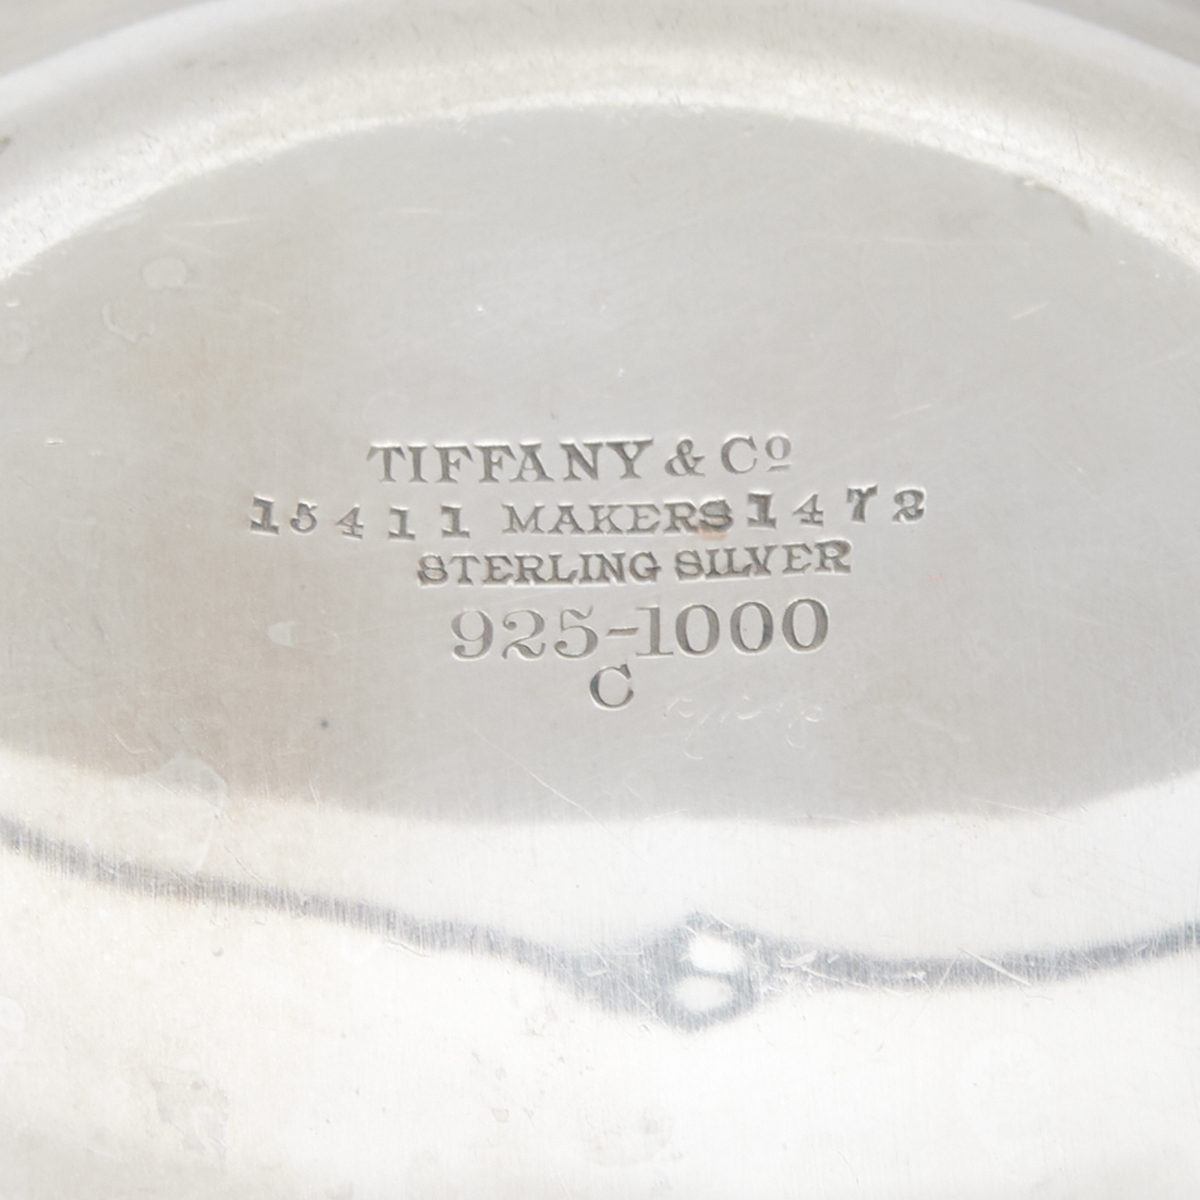 TIFFANY & Cº
15411 MAKERS 1472
STERLING SILVER
925-1000
C